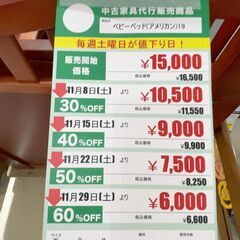 中古家具代行販売商品
ベビーベッド(アメリカン)19
毎週土曜日が値下り日!
販売開始価格 ¥15,000
税込価格 ¥16,500
11月8日(土)より
30%OFF ¥10,500
税込価格 11,550
11月15日(土)より
40%OFF ¥9,000
税込価格 ¥9,900
11月22日(土)より
50%OFF ¥7,500
税込価格 ¥8,250
11月29日(土)より
60%OFF ¥6,000
税込価格 ¥6,600